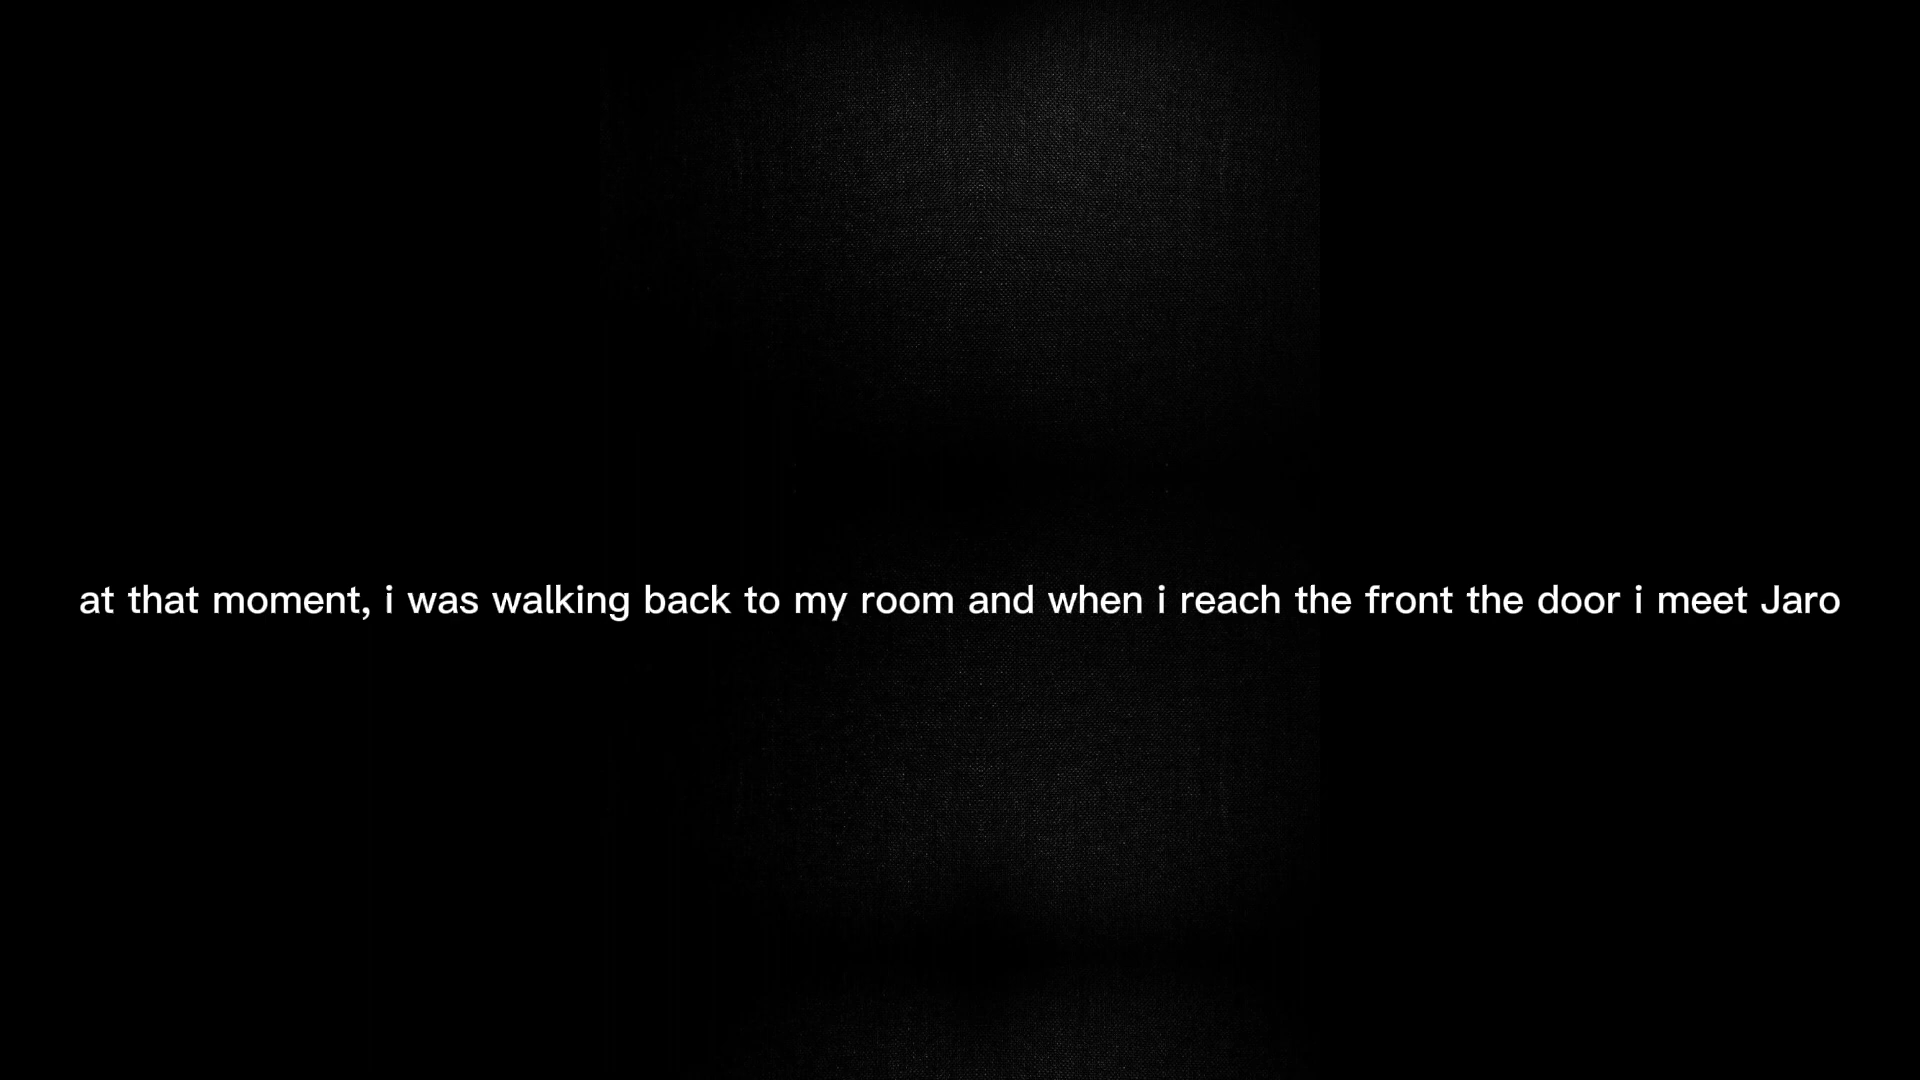 at that moment, i was walking back to my room and when i reach the front the door i meet Jaro